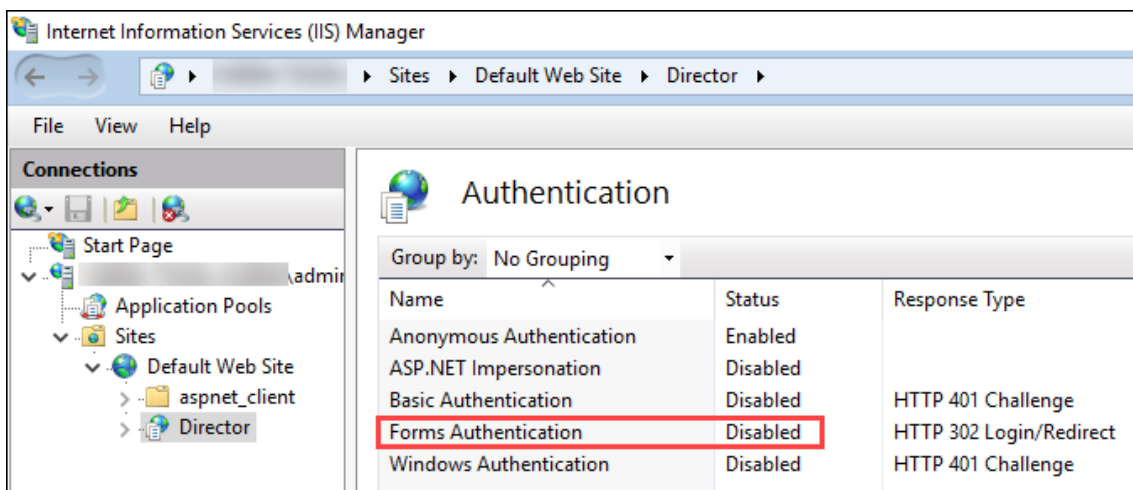 Internet Information Services (IIS) Manager
Sites Default Web Site Director
File View Help
Connections
Start Page
\admin
Application Pools
Sites
Default Web Site
aspnet_client
Director
Authentication
Group by: No Grouping
Name Status Response Type
Anonymous Authentication Enabled
ASP.NET Impersonation Disabled
Basic Authentication Disabled HTTP 401 Challenge
Forms Authentication Disabled HTTP 302 Login/Redirect
Windows Authentication Disabled HTTP 401 Challenge